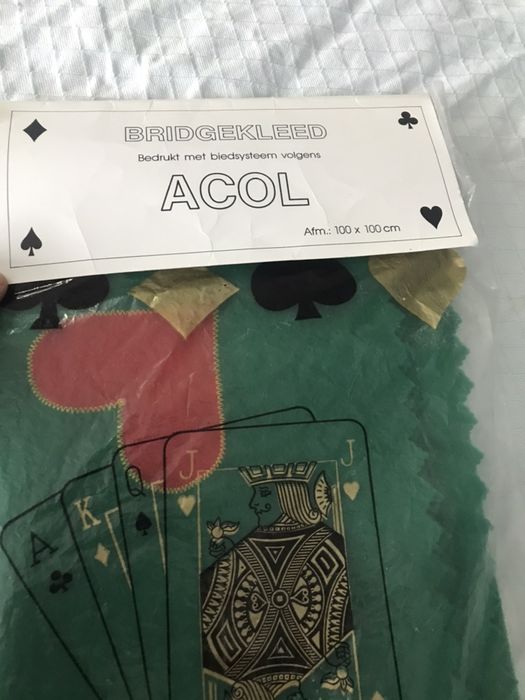 BRIDGEKLEED
Bedrukt met biedsysteem volgens
ACOL
Afm.: 100 x 100 cm
A
K
Q
J
J